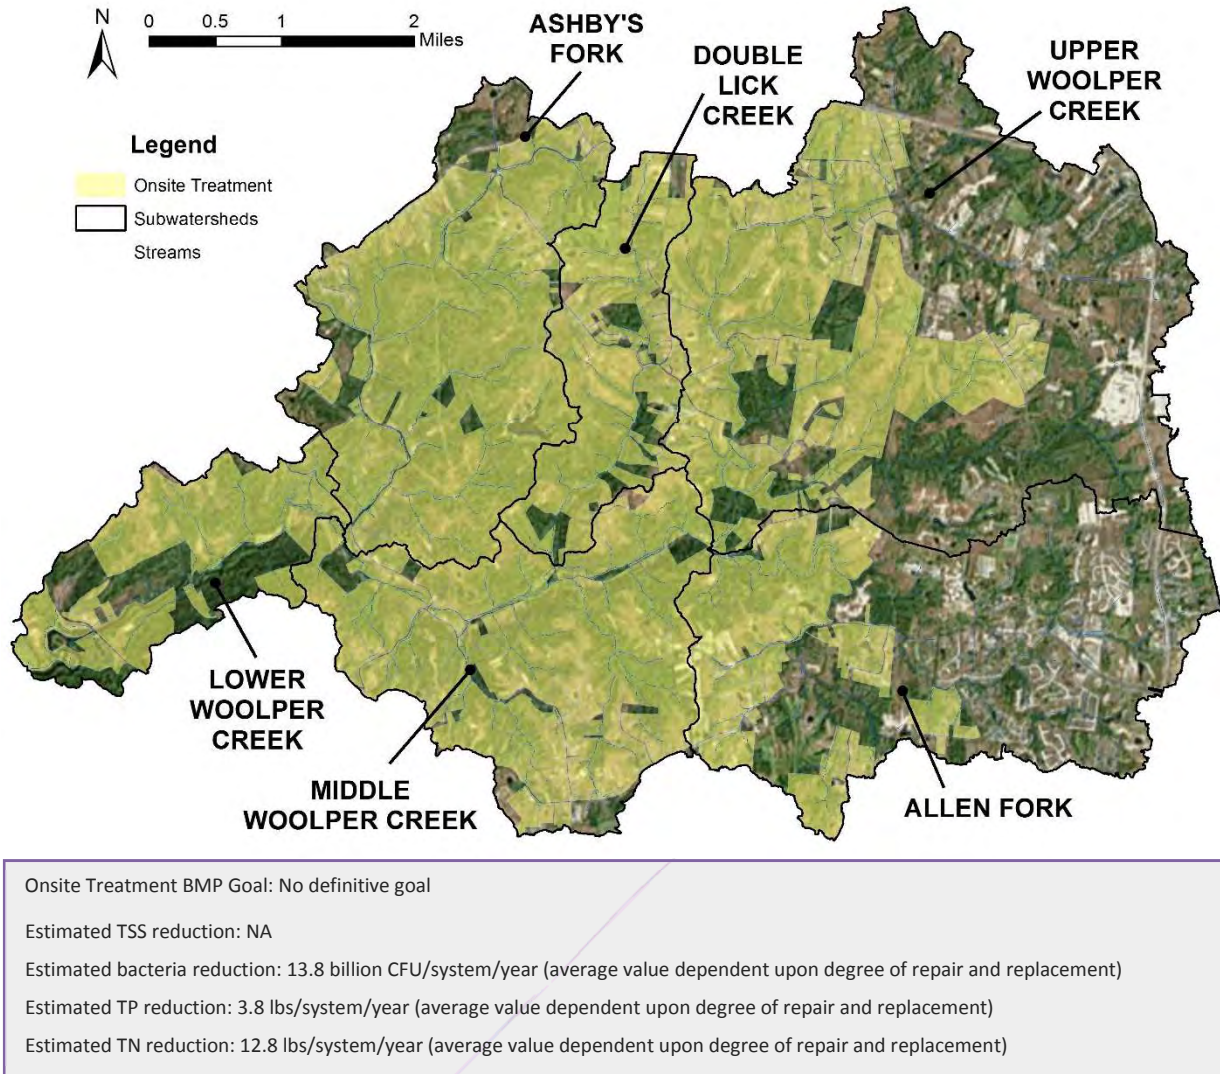 N
0 0.5 1 2
Miles
ASHBY'S
FORK
DOUBLE
LICK
CREEK
UPPER
WOOLPER
CREEK
Legend
Onsite Treatment
Subwatersheds
Streams
LOWER
WOOLPER
CREEK
MIDDLE
WOOLPER CREEK
ALLEN FORK
Onsite Treatment BMP Goal: No definitive goal
Estimated TSS reduction: NA
Estimated bacteria reduction: 13.8 billion CFU/system/year (average value dependent upon degree of repair and replacement)
Estimated TP reduction: 3.8 lbs/system/year (average value dependent upon degree of repair and replacement)
Estimated TN reduction: 12.8 lbs/system/year (average value dependent upon degree of repair and replacement)